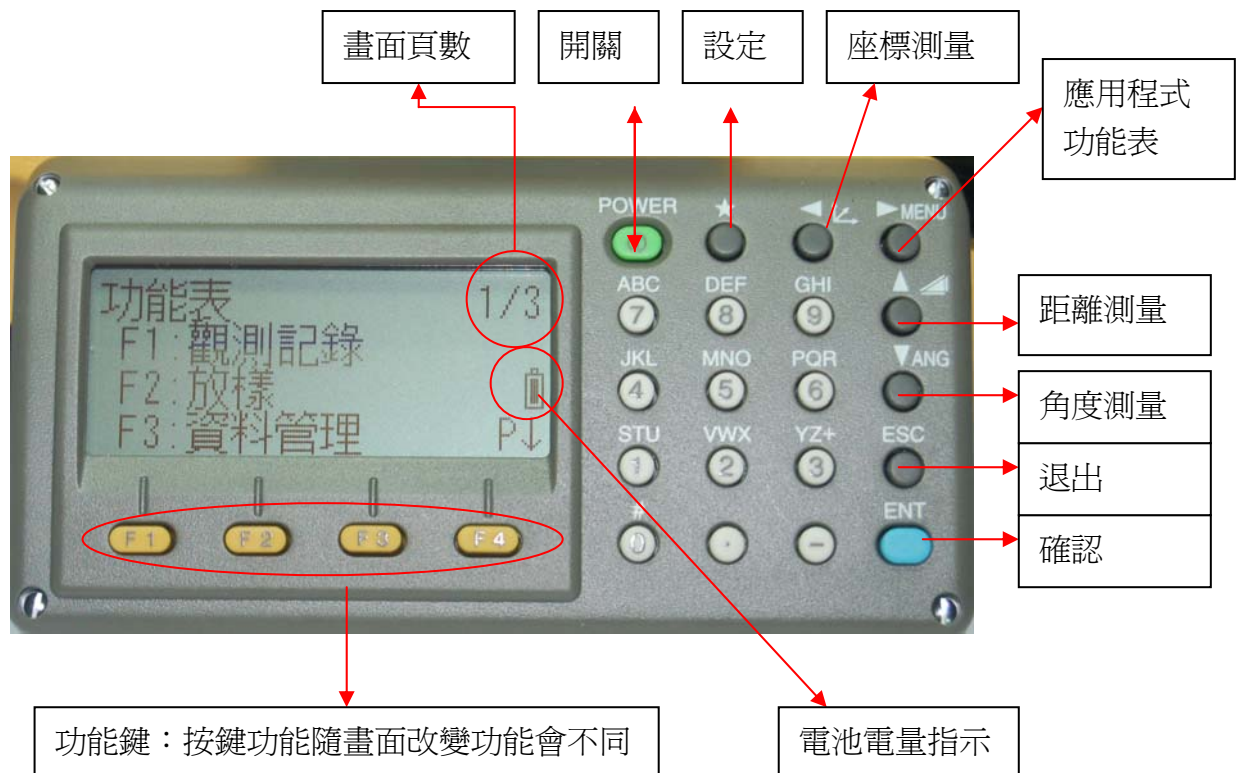 畫面頁數
開關
設定
座標測量
應用程式
功能表
POWER ★ ◄ ► MENU
功能表 1/3
F1:觀測記錄
F2:放樣
F3:資料管理 P↓
ABC DEF GHI ▲
7 8 9
JKL MNO PQR ▼ ANG
4 5 6
STU VWX YZ+ ESC
1 2 3
# ENT
0 . −
F1 F2 F3 F4
距離測量
角度測量
退出
確認
功能鍵：按鍵功能隨畫面改變功能會不同
電池電量指示